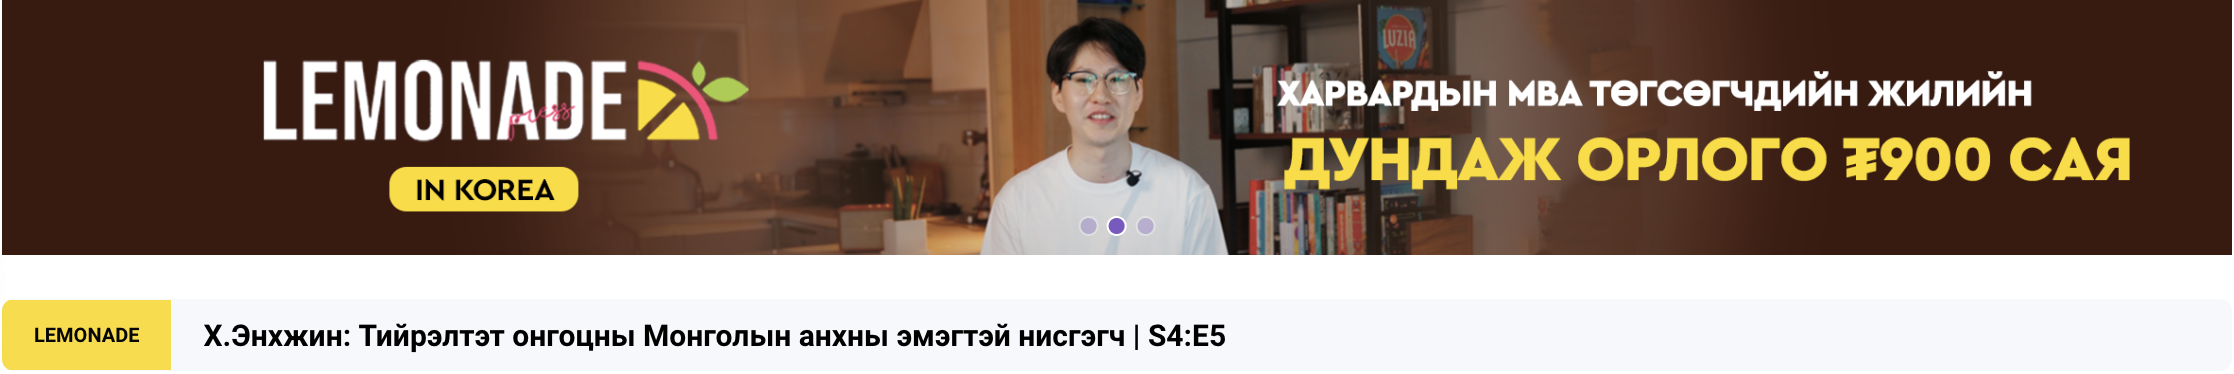 LEMONADE
press
IN KOREA
LUZIA
ХАРВАРДЫН MBA ТӨГСӨГЧДИЙН ЖИЛИЙН
ДУНДАЖ ОРЛОГО ₮900 САЯ
LEMONADE
Х.Энхжин: Тийрэлтэт онгоцны Монголын анхны эмэгтэй нисгэгч | S4:E5